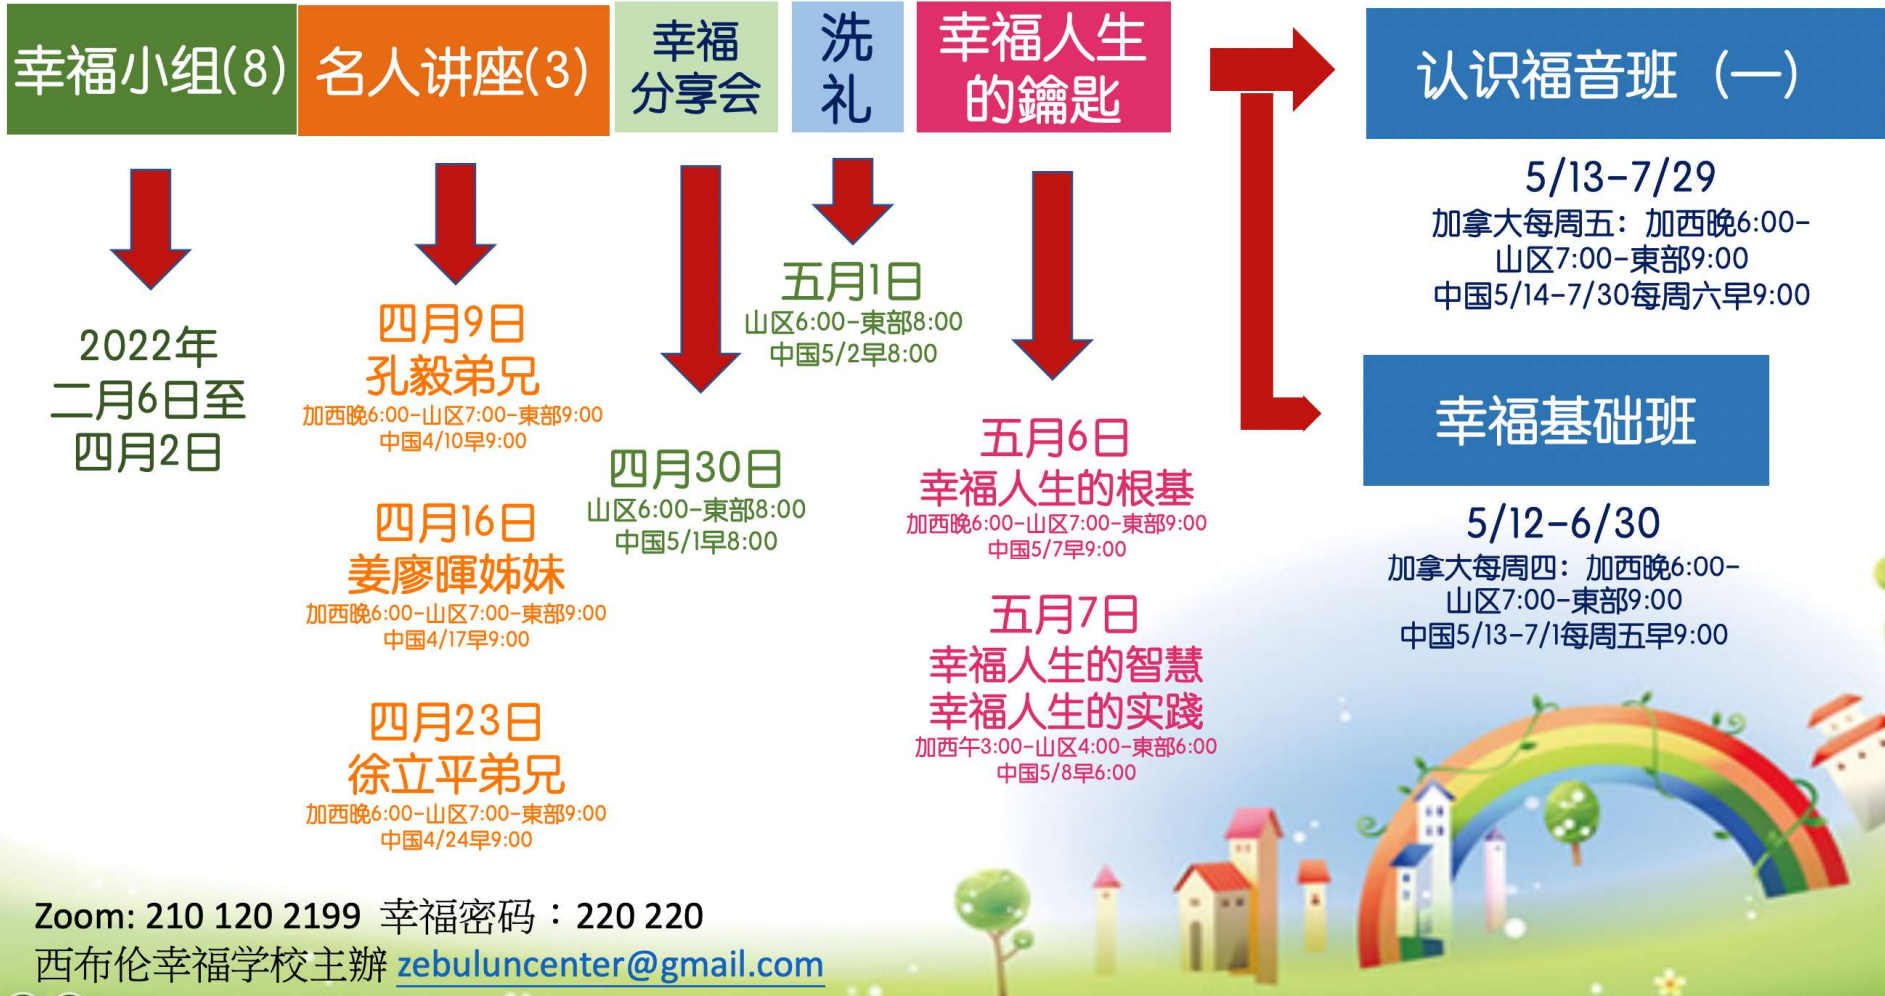 幸福小组(8)
2022年
二月6日至
四月2日
名人讲座(3)
四月9日
孔毅弟兄
加西晚6:00-山区7:00-東部9:00
中国4/10早9:00
四月16日
姜廖暉姊妹
加西晚6:00-山区7:00-東部9:00
中国4/17早9:00
四月23日
徐立平弟兄
加西晚6:00-山区7:00-東部9:00
中国4/24早9:00
幸福
分享会
四月30日
山区6:00-東部8:00
中国5/1早8:00
洗
礼
五月1日
山区6:00-東部8:00
中国5/2早8:00
幸福人生
的鑰匙
五月6日
幸福人生的根基
加西晚6:00-山区7:00-東部9:00
中国5/7早9:00
五月7日
幸福人生的智慧
幸福人生的实踐
加西午3:00-山区4:00-東部6:00
中国5/8早6:00
认识福音班（一）
5/13-7/29
加拿大每周五：加西晚6:00-
山区7:00-東部9:00
中国5/14-7/30每周六早9:00
幸福基础班
5/12-6/30
加拿大每周四：加西晚6:00-
山区7:00-東部9:00
中国5/13-7/1每周五早9:00
Zoom: 210 120 2199 幸福密码：220 220
西布伦幸福学校主辦 zebuluncenter@gmail.com